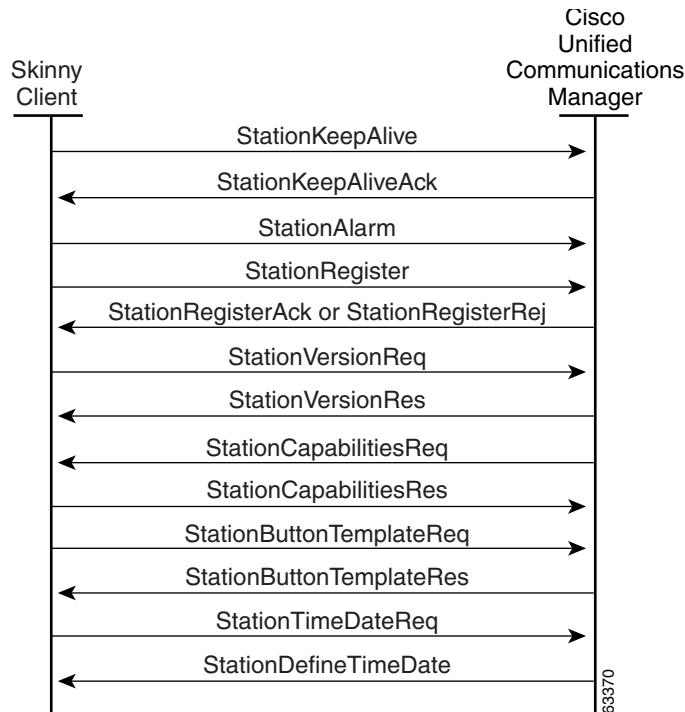 Cisco
Unified
Communications
Manager
Skinny
Client
StationKeepAlive
StationKeepAliveAck
StationAlarm
StationRegister
StationRegisterAck or StationRegisterRej
StationVersionReq
StationVersionRes
StationCapabilitiesReq
StationCapabilitiesRes
StationButtonTemplateReq
StationButtonTemplateRes
StationTimeDateReq
StationDefineTimeDate
63370